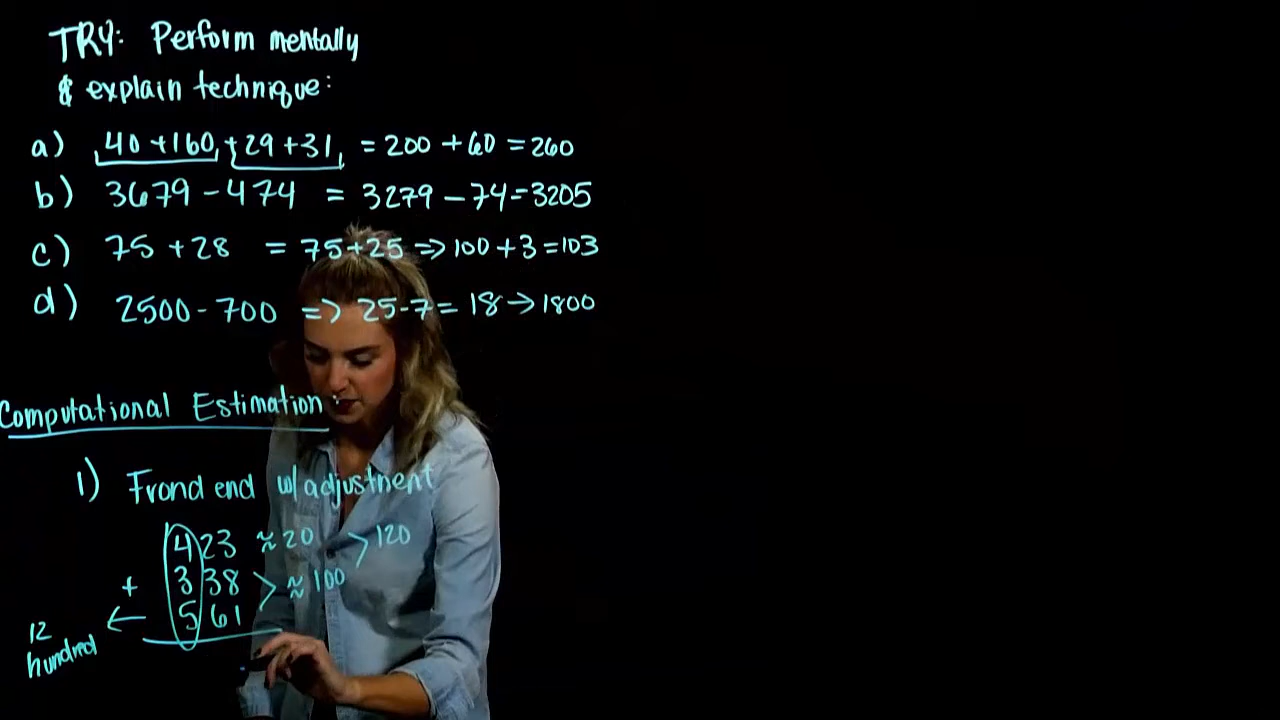 TRY: Perform mentally
& explain technique:
a) 40 + 160 + 29 + 31 = 200 + 60 = 260
b) 3679 - 474 = 3279 - 74 = 3205
c) 75 + 28 = 75 + 25 => 100 + 3 = 103
d) 2500 - 700 => 25 - 7 = 18 → 1800
Computational Estimation:
1) Frond end w/ adjustment
423 ≈ 20 > 120
+ 338 > ≈ 100
561
12
hundred